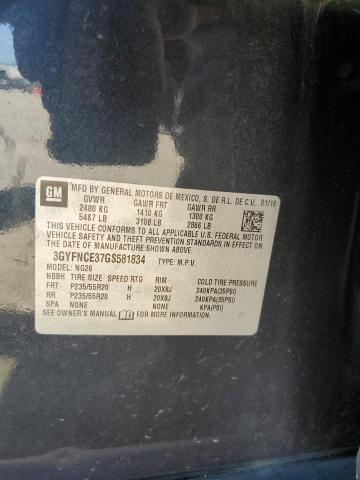 GM
MFD BY GENERAL MOTORS DE MEXICO, S. DE R.L. DE C.V. 01/16
GVWR GAWR FRT GAWR RR
2480 KG 1410 KG 1300 KG
5467 LB 3108 LB 2866 LB
THIS VEHICLE CONFORMS TO ALL APPLICABLE U.S. FEDERAL MOTOR
VEHICLE SAFETY AND THEFT PREVENTION STANDARDS IN EFFECT
ON THE DATE OF MANUFACTURE SHOWN ABOVE.
3GYFNCE37GS581834 TYPE: M.P.V.
MODEL: NG26
NBBH TIRE SIZE SPEED RTG RIM COLD TIRE PRESSURE
FRT P235/55R20 H 20X8J 240KPA(35PSI)
RR P235/55R20 H 20X8J 240KPA(35PSI)
SPA NONE NONE KPA(PSI)
SEE OWNER'S MANUAL FOR MORE INFORMATION.